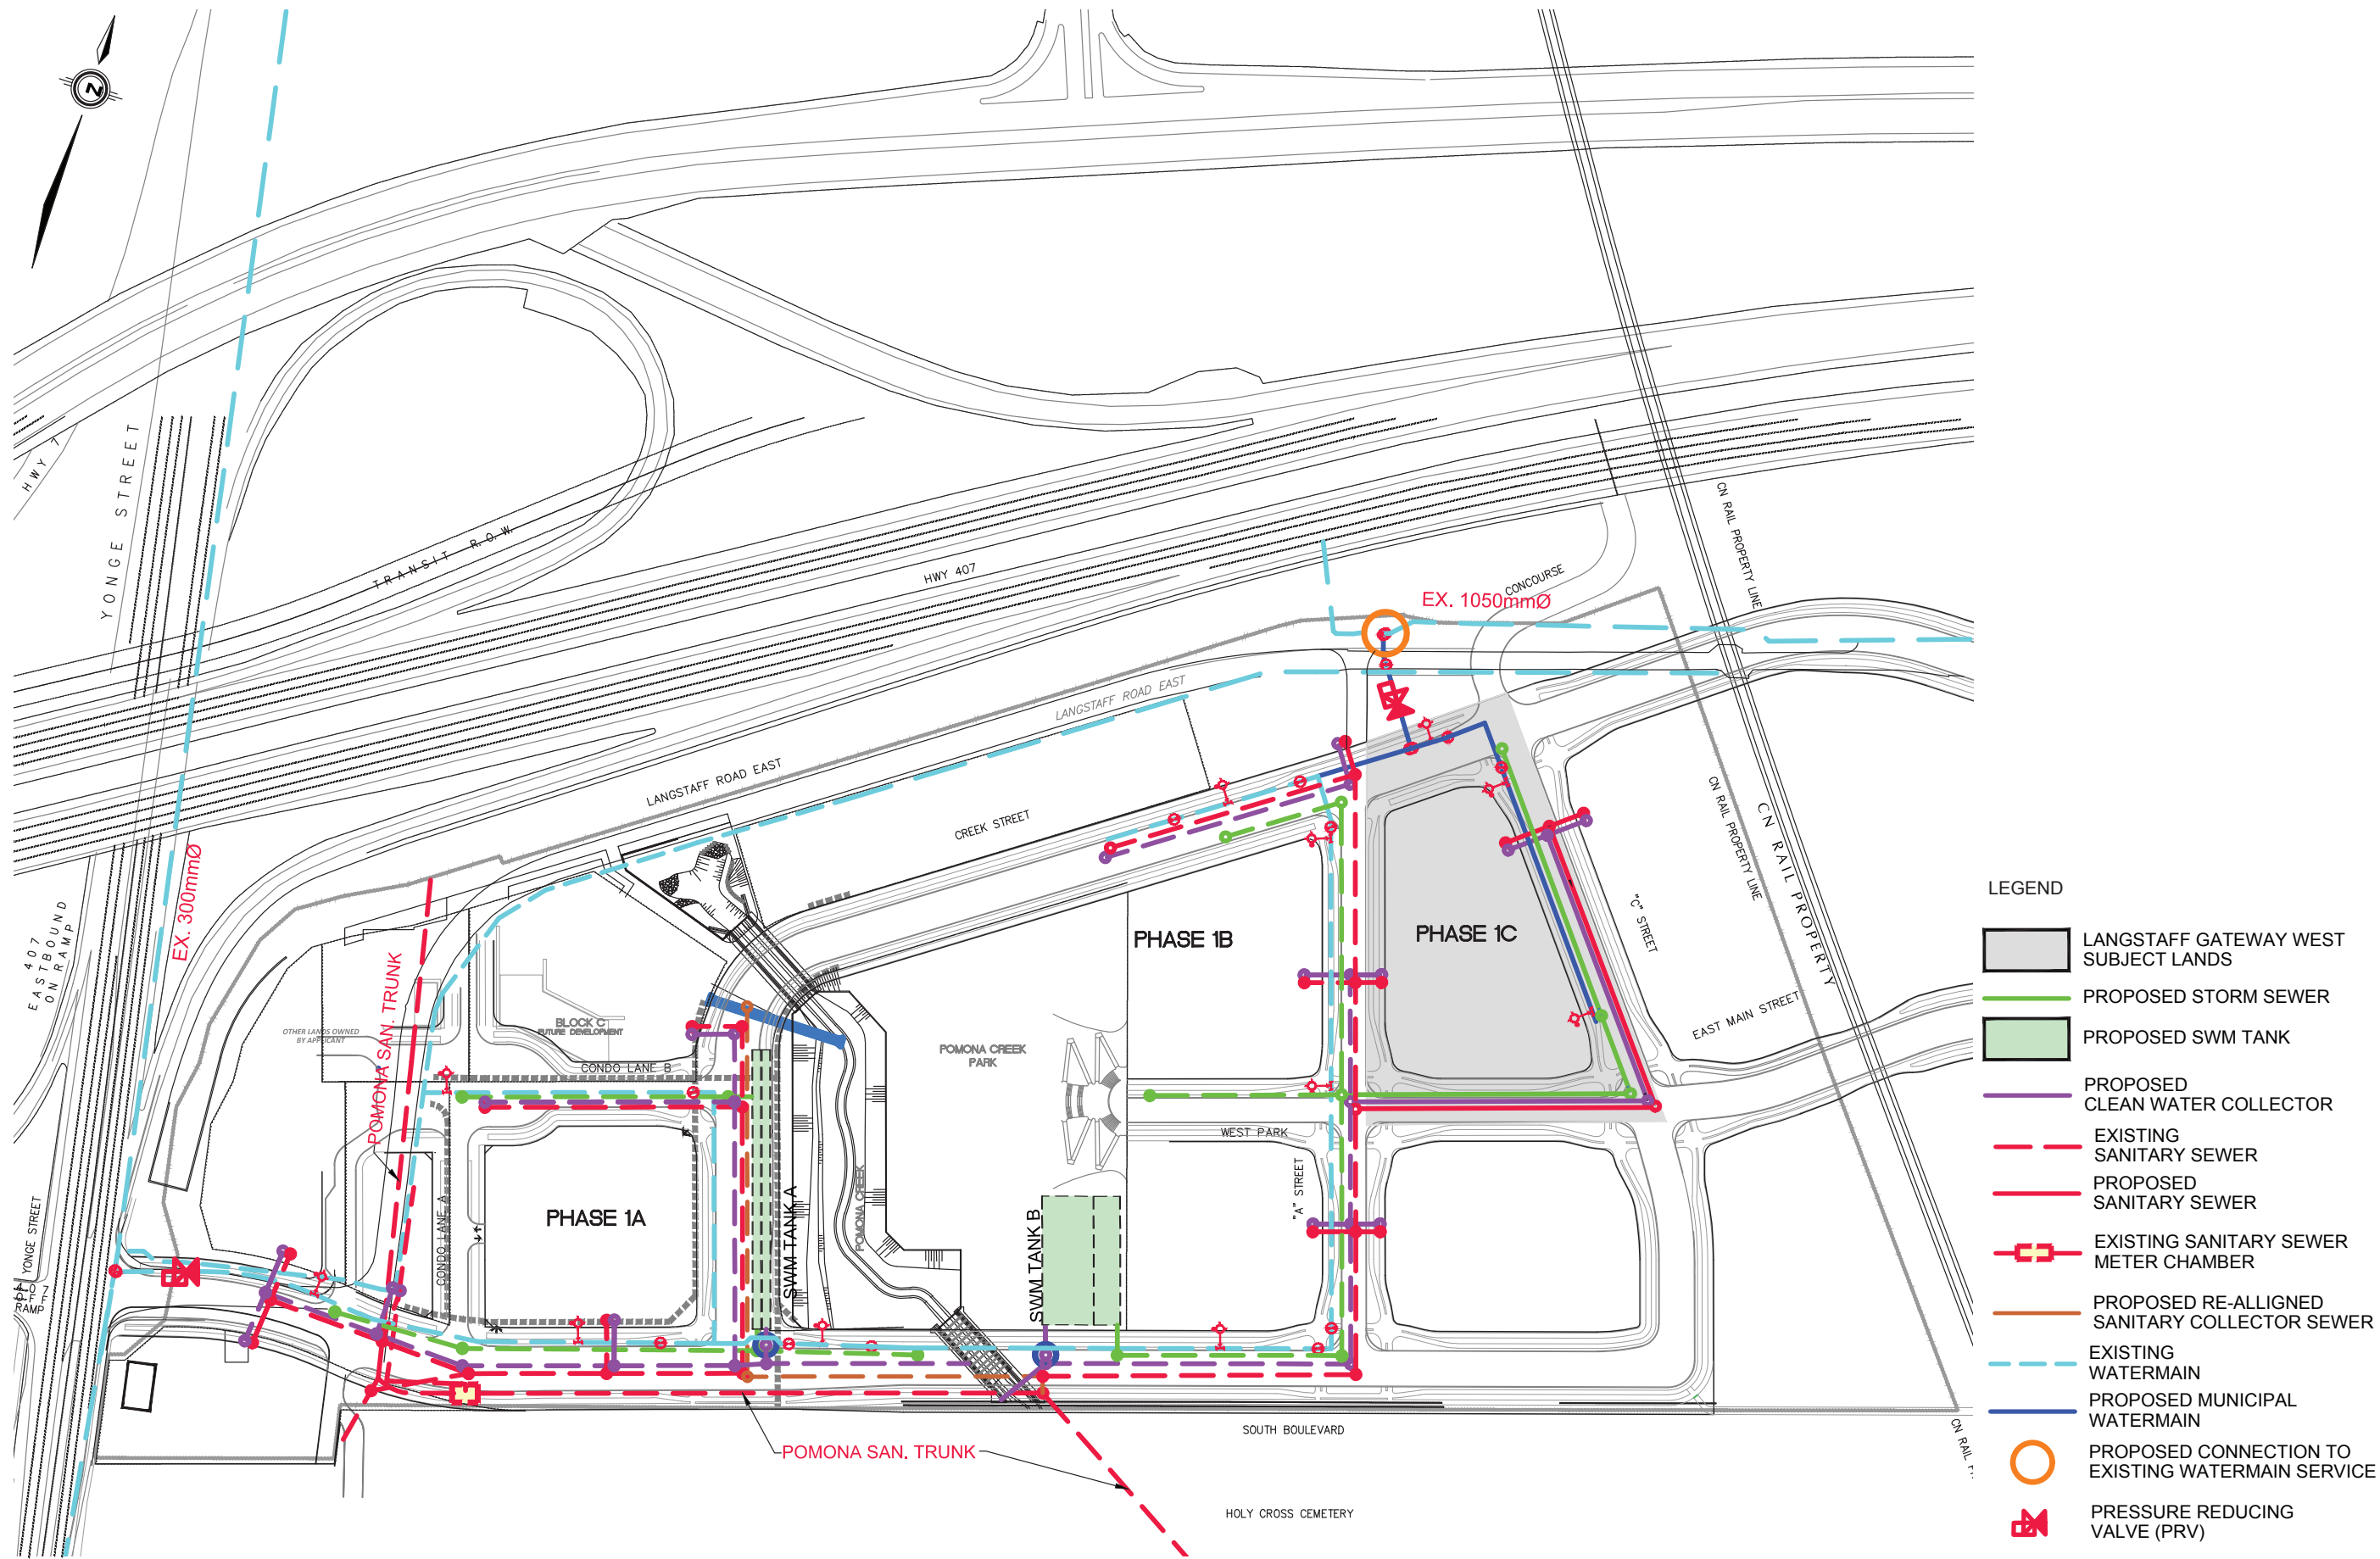 N
HWY 7
YONGE STREET
TRANSIT R.O.W.
HWY 407
CN RAIL PROPERTY LINE
CONCOURSE
EX. 1050mmØ
LANGSTAFF ROAD EAST
LANGSTAFF ROAD EAST
CREEK STREET
CN RAIL PROPERTY LINE
CN RAIL PROPERTY
EX. 300mmØ
407
EASTBOUND
ON RAMP
POMONA SAN. TRUNK
OTHER LANDS OWNED
BY APPLICANT
BLOCK C
FUTURE DEVELOPMENT
CONDO LANE B
PHASE 1B
PHASE 1C
"C" STREET
EAST MAIN STREET
POMONA CREEK
PARK
WEST PARK
"A" STREET
PHASE 1A
CONDO LANE A
SWM TANK A
POMONA CREEK
SWM TANK B
YONGE STREET
407
OFF
RAMP
POMONA SAN. TRUNK
SOUTH BOULEVARD
HOLY CROSS CEMETERY
CN RAIL
LEGEND
LANGSTAFF GATEWAY WEST
SUBJECT LANDS
PROPOSED STORM SEWER
PROPOSED SWM TANK
PROPOSED
CLEAN WATER COLLECTOR
EXISTING
SANITARY SEWER
PROPOSED
SANITARY SEWER
EXISTING SANITARY SEWER
METER CHAMBER
PROPOSED RE-ALLIGNED
SANITARY COLLECTOR SEWER
EXISTING
WATERMAIN
PROPOSED MUNICIPAL
WATERMAIN
PROPOSED CONNECTION TO
EXISTING WATERMAIN SERVICE
PRESSURE REDUCING
VALVE (PRV)